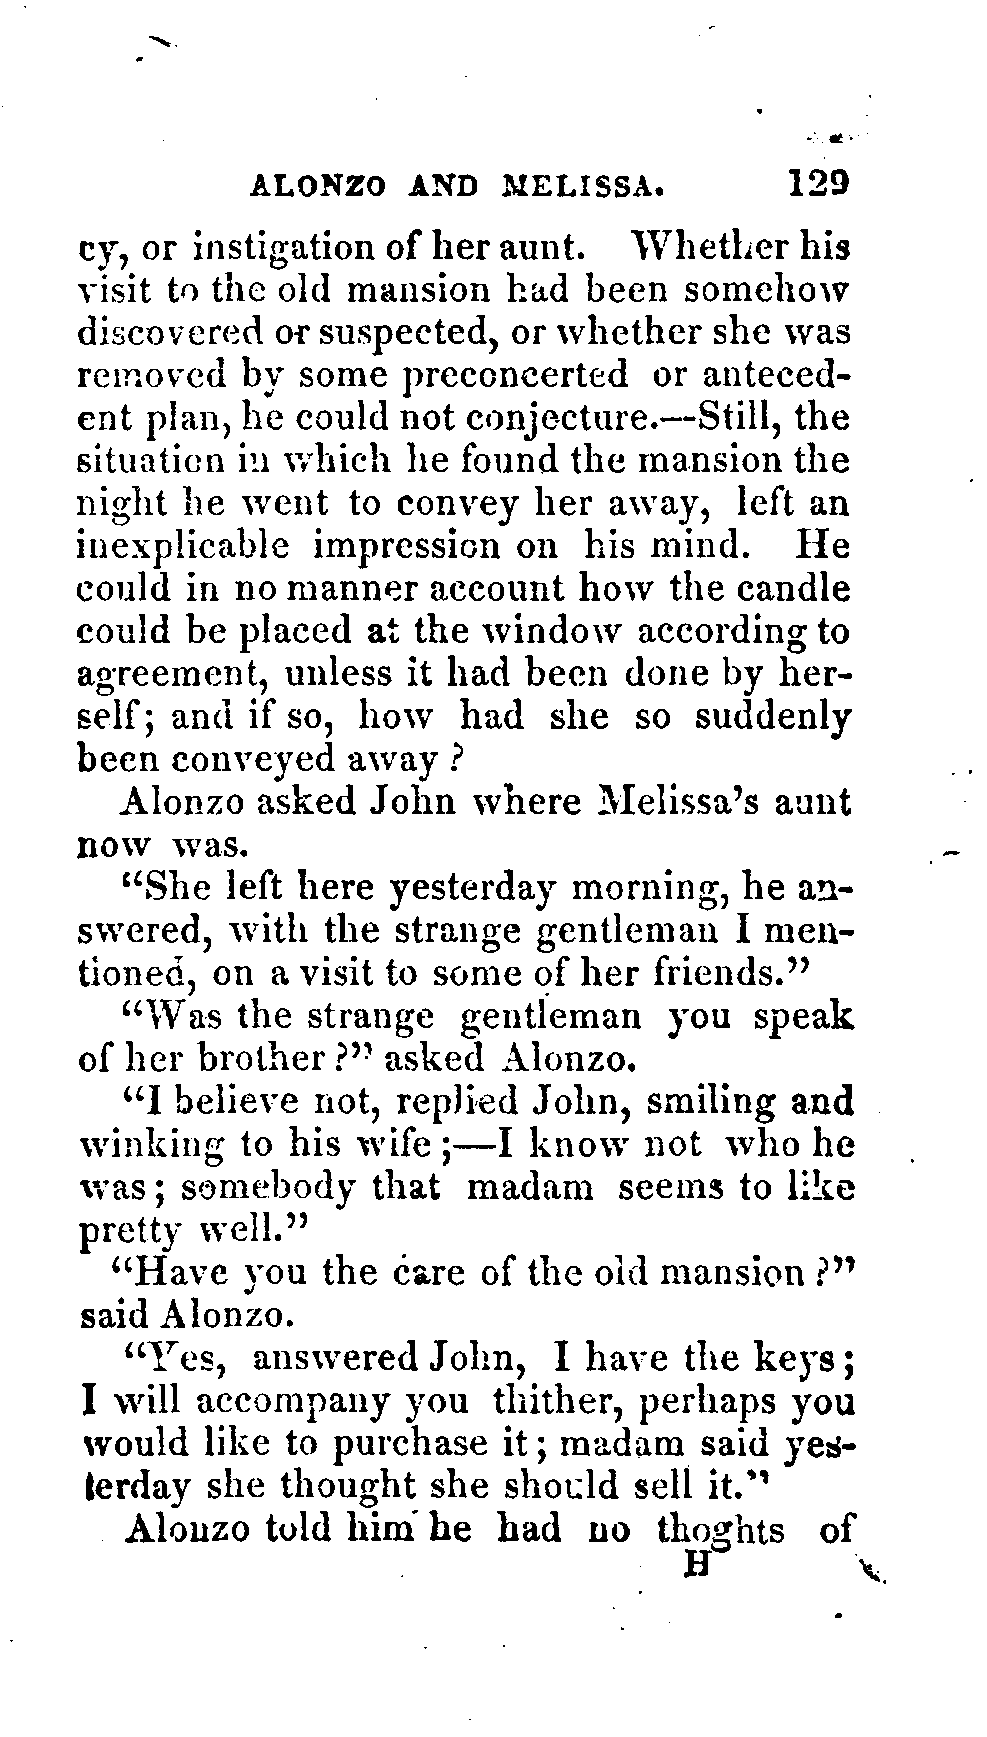 ALONZO AND MELISSA. 129
cy, or instigation of her aunt. Whether his
visit to the old mansion had been somehow
discovered or suspected, or whether she was
removed by some preconcerted or anteced-
ent plan, he could not conjecture.—Still, the
situation in which he found the mansion the
night he went to convey her away, left an
inexplicable impression on his mind. He
could in no manner account how the candle
could be placed at the window according to
agreement, unless it had been done by her-
self; and if so, how had she so suddenly
been conveyed away?
Alonzo asked John where Melissa's aunt
now was.
"She left here yesterday morning, he an-
swered, with the strange gentleman I men-
tioned, on a visit to some of her friends."
"Was the strange gentleman you speak
of her brother?" asked Alonzo.
"I believe not, replied John, smiling and
winking to his wife;—I know not who he
was; somebody that madam seems to like
pretty well."
"Have you the care of the old mansion?"
said Alonzo.
"Yes, answered John, I have the keys;
I will accompany you thither, perhaps you
would like to purchase it; madam said yes-
terday she thought she should sell it."
Alonzo told him he had no thoghts of
H